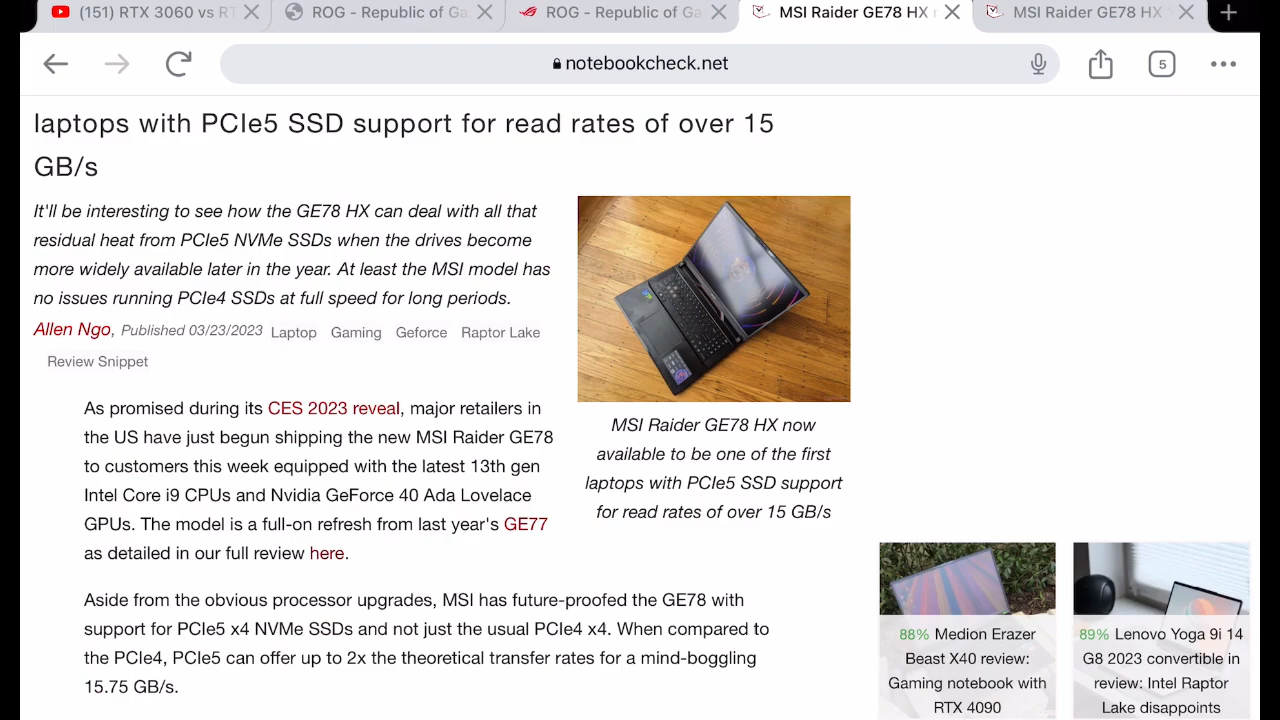 (151) RTX 3060 vs RT
ROG - Republic of Ga
ROG - Republic of Ga
MSI Raider GE78 HX
MSI Raider GE78 HX
notebookcheck.net
5
laptops with PCIe5 SSD support for read rates of over 15
GB/s
It'll be interesting to see how the GE78 HX can deal with all that
residual heat from PCIe5 NVMe SSDs when the drives become
more widely available later in the year. At least the MSI model has
no issues running PCIe4 SSDs at full speed for long periods.
Allen Ngo, Published 03/23/2023 Laptop Gaming Geforce Raptor Lake
Review Snippet
As promised during its CES 2023 reveal, major retailers in
the US have just begun shipping the new MSI Raider GE78
to customers this week equipped with the latest 13th gen
Intel Core i9 CPUs and Nvidia GeForce 40 Ada Lovelace
GPUs. The model is a full-on refresh from last year's GE77
as detailed in our full review here.
MSI Raider GE78 HX now
available to be one of the first
laptops with PCIe5 SSD support
for read rates of over 15 GB/s
Aside from the obvious processor upgrades, MSI has future-proofed the GE78 with
support for PCIe5 x4 NVMe SSDs and not just the usual PCIe4 x4. When compared to
the PCIe4, PCIe5 can offer up to 2x the theoretical transfer rates for a mind-boggling
15.75 GB/s.
88% Medion Erazer
Beast X40 review:
Gaming notebook with
RTX 4090
89% Lenovo Yoga 9i 14
G8 2023 convertible in
review: Intel Raptor
Lake disappoints